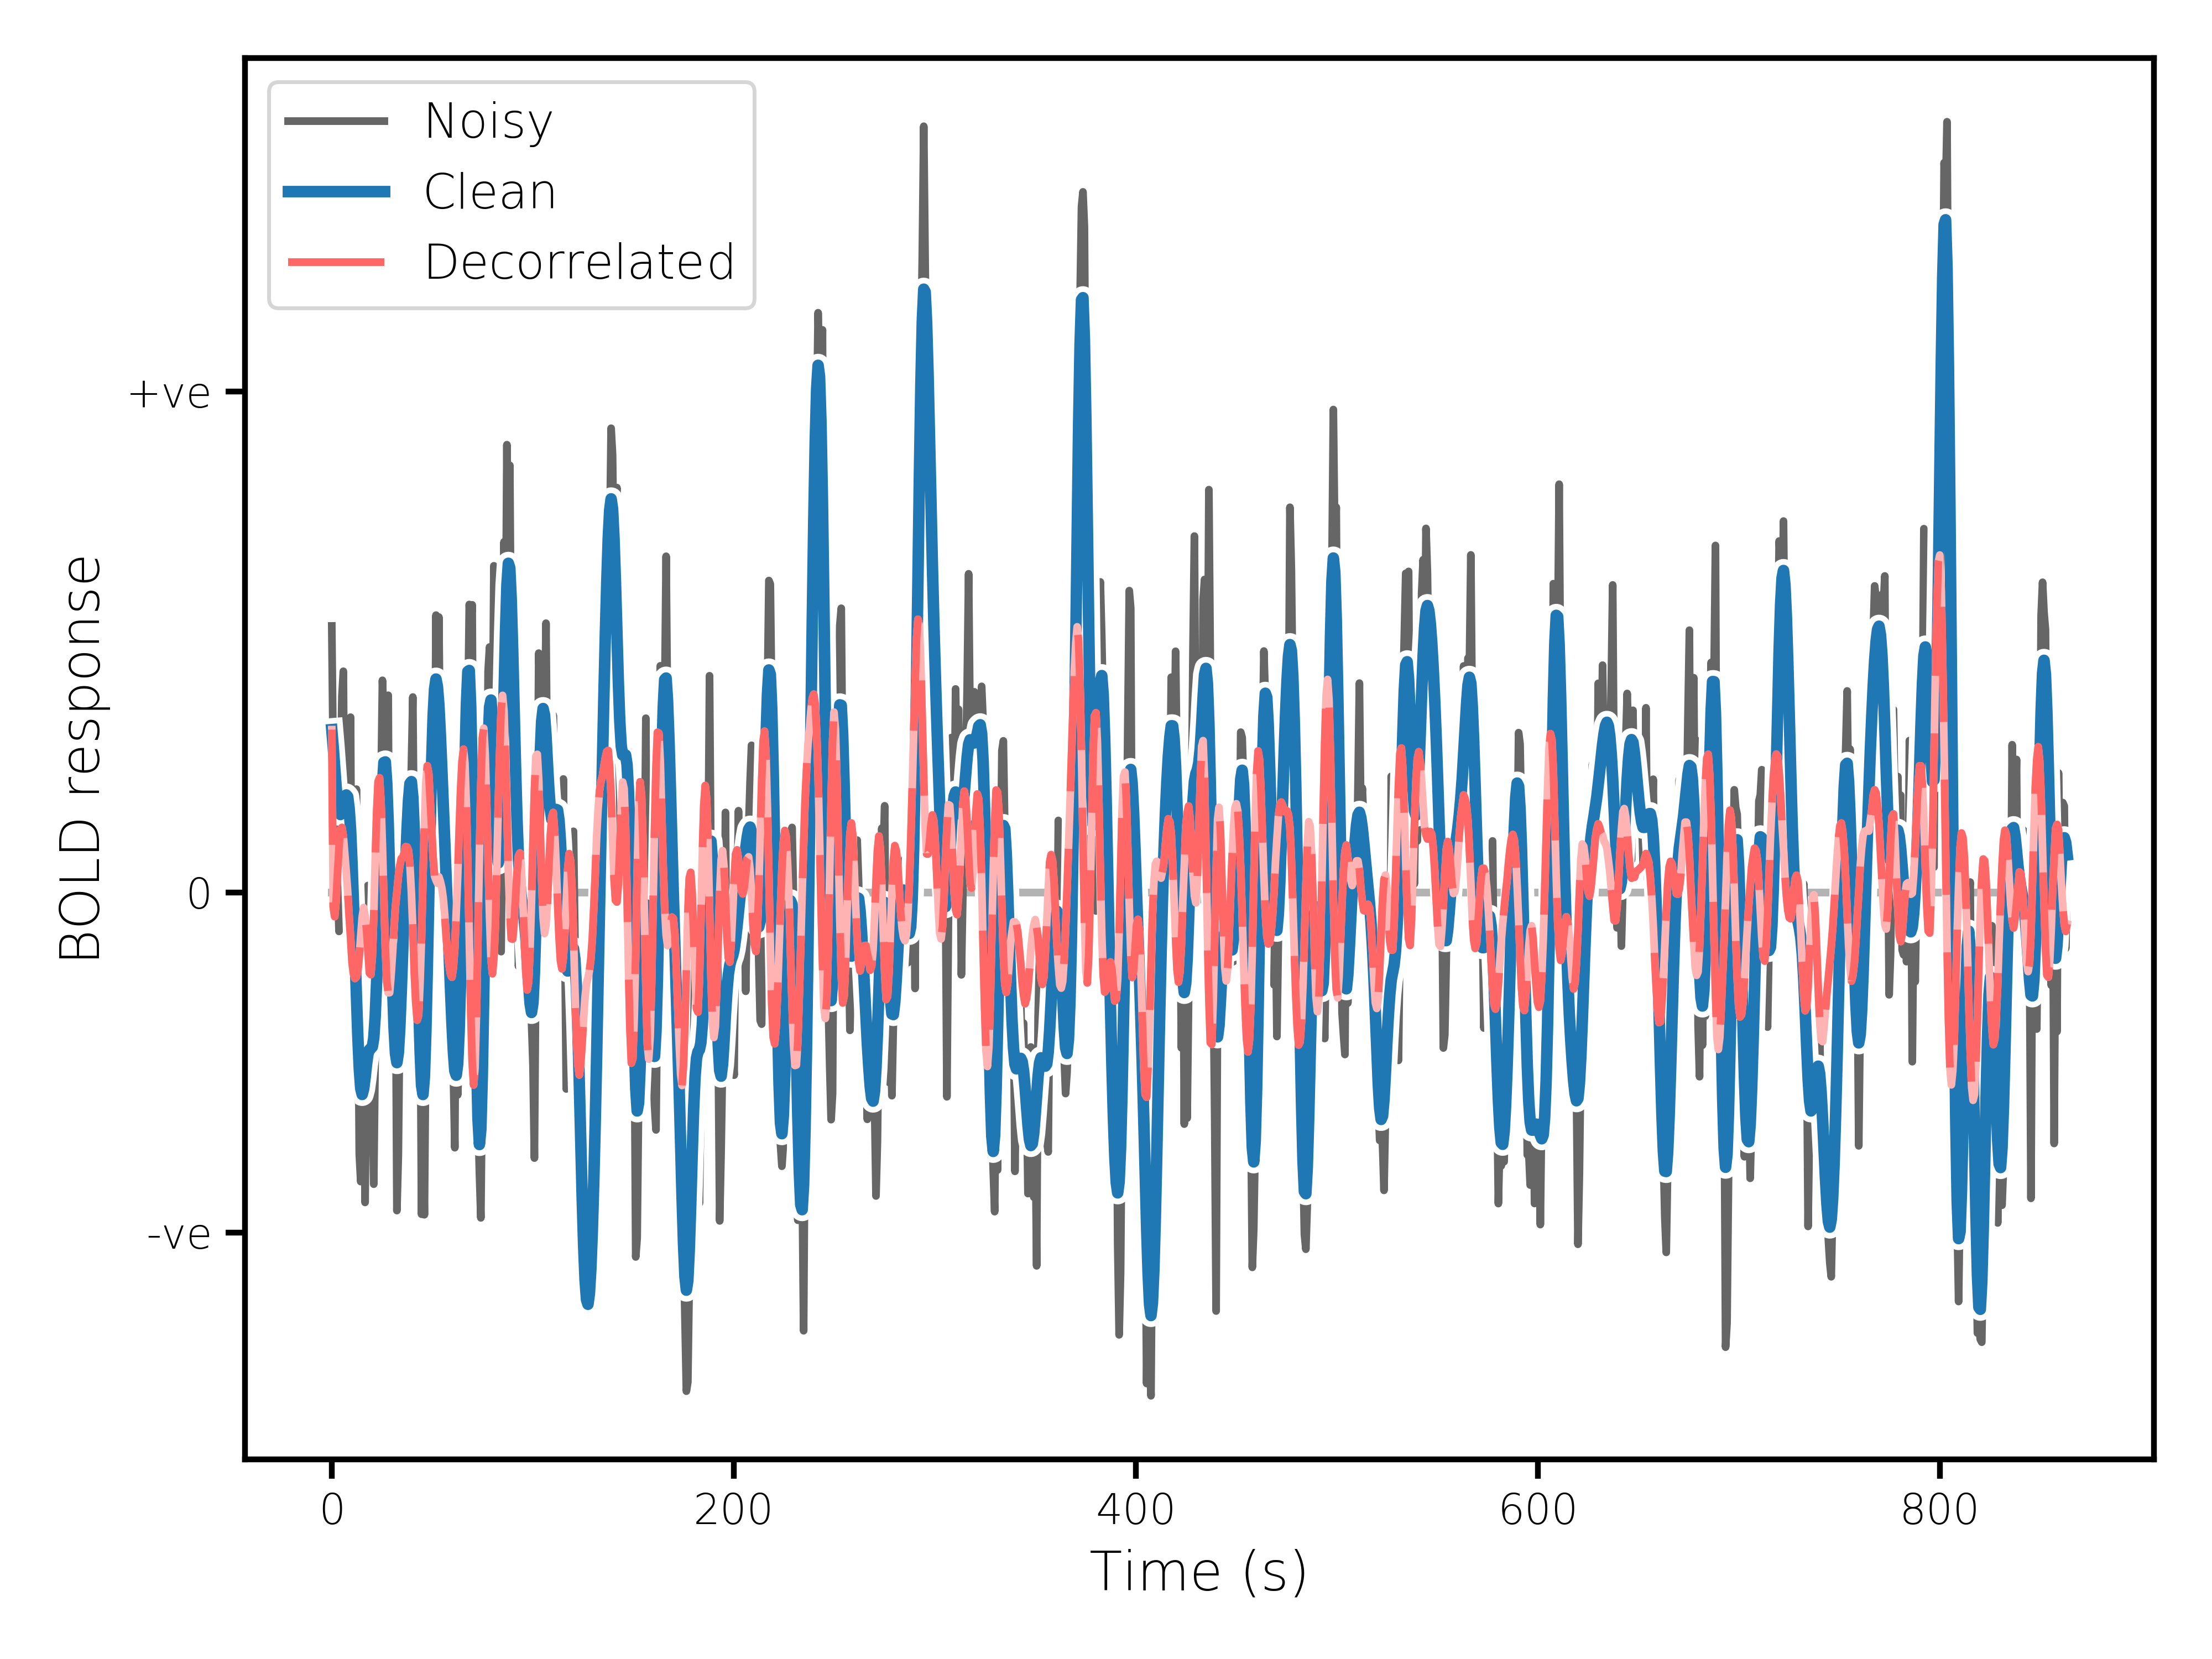 Noisy
Clean
Decorrelated
+ve
0
-ve
BOLD response
0 200 400 600 800
Time (s)